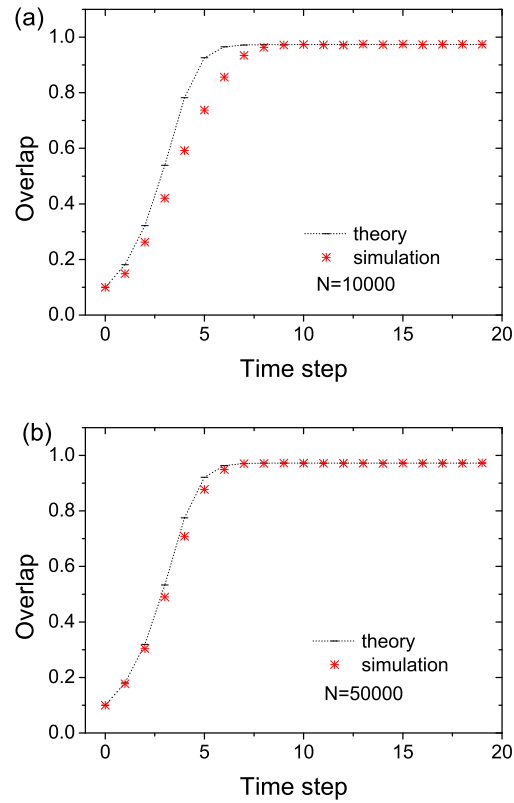 (a)
1.0
0.8
0.6
0.4
0.2
0.0
Overlap
theory
simulation
N=10000
0 5 10 15 20
Time step
(b)
1.0
0.8
0.6
0.4
0.2
0.0
Overlap
theory
simulation
N=50000
0 5 10 15 20
Time step